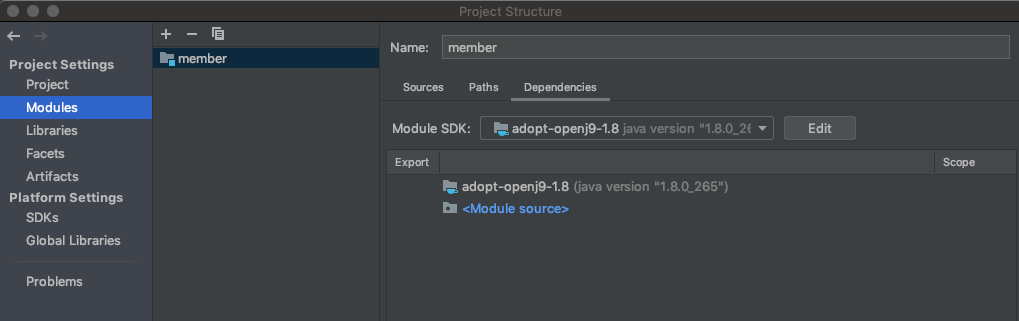 Project Structure
Project Settings
Project
Modules
Libraries
Facets
Artifacts
Platform Settings
SDKs
Global Libraries
Problems
member
Name: member
Sources Paths Dependencies
Module SDK: adopt-openj9-1.8 java version "1.8.0_26 Edit
Export Scope
adopt-openj9-1.8 (java version "1.8.0_265")
<Module source>